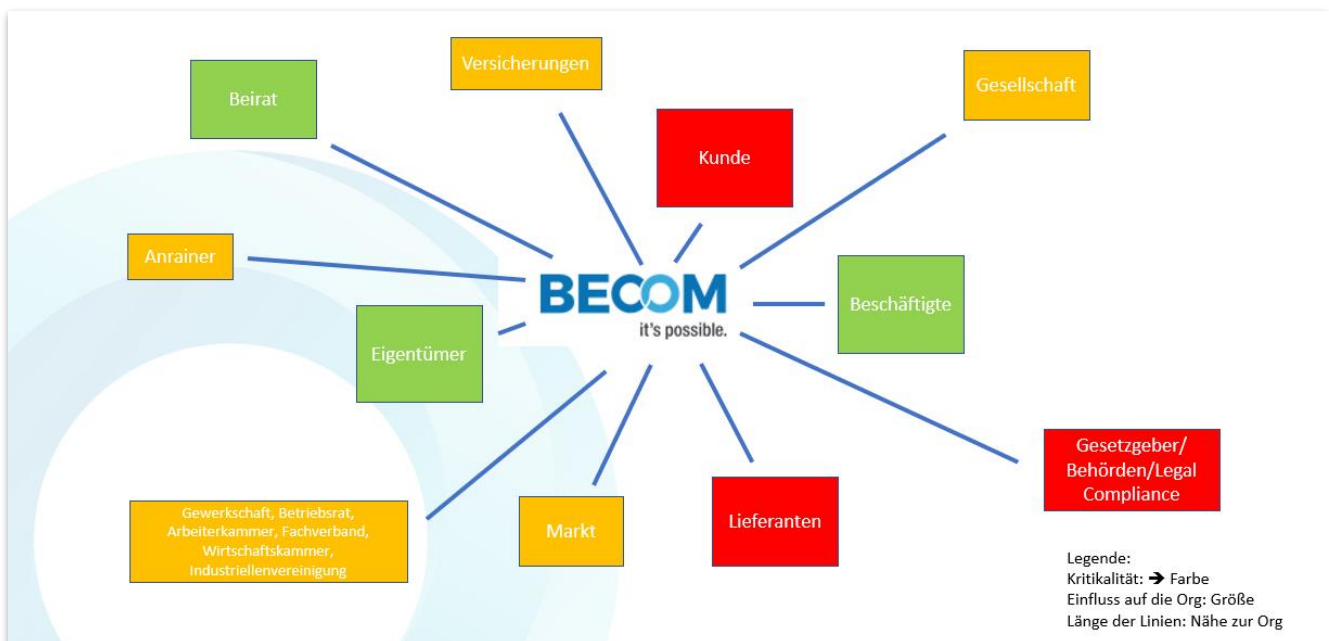 Versicherungen
Gesellschaft
Beirat
Kunde
Anrainer
BECOM
it's possible.
Beschäftigte
Eigentümer
Gesetzgeber/
Behörden/Legal
Compliance
Gewerkschaft, Betriebsrat,
Arbeiterkammer, Fachverband,
Wirtschaftskammer,
Industriellenvereinigung
Markt
Lieferanten
Legende:
Kritikalität: ➔ Farbe
Einfluss auf die Org: Größe
Länge der Linien: Nähe zur Org